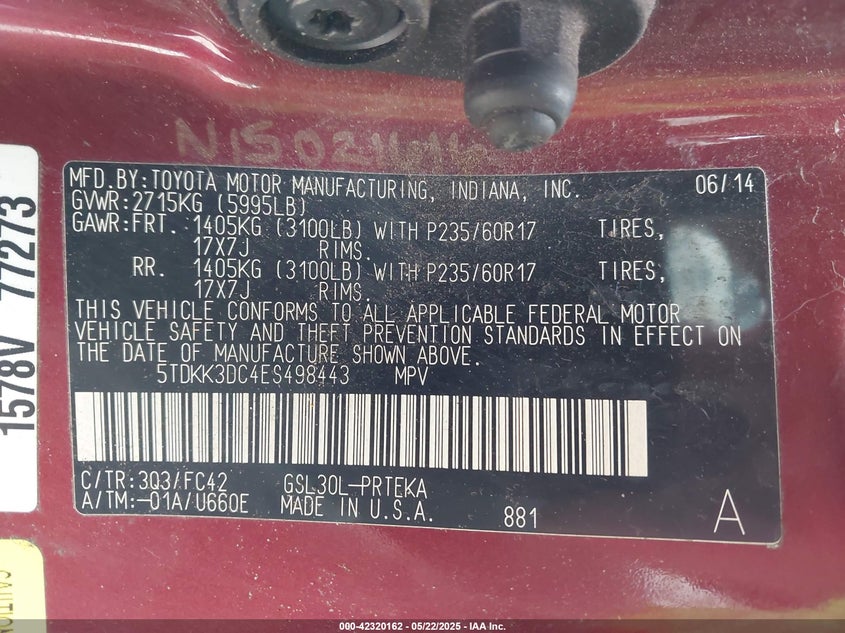 MFD.BY:TOYOTA MOTOR MANUFACTURING, INDIANA, INC. 06/14
GVWR:2715KG (5995LB)
GAWR:FRT. 1405KG (3100LB) WITH P235/60R17 TIRES,
17X7J RIMS.
RR. 1405KG (3100LB) WITH P235/60R17 TIRES,
17X7J RIMS.
THIS VEHICLE CONFORMS TO ALL APPLICABLE FEDERAL MOTOR
VEHICLE SAFETY AND THEFT PREVENTION STANDARDS IN EFFECT ON
THE DATE OF MANUFACTURE SHOWN ABOVE.
5TDKK3DC4ES498443 MPV
C/TR:3Q3/FC42 GSL30L-PRTEKA
A/TM:-01A/U660E MADE IN U.S.A. 881 A
1578V 77273
000-42320162 - 05/22/2025 - IAA Inc.